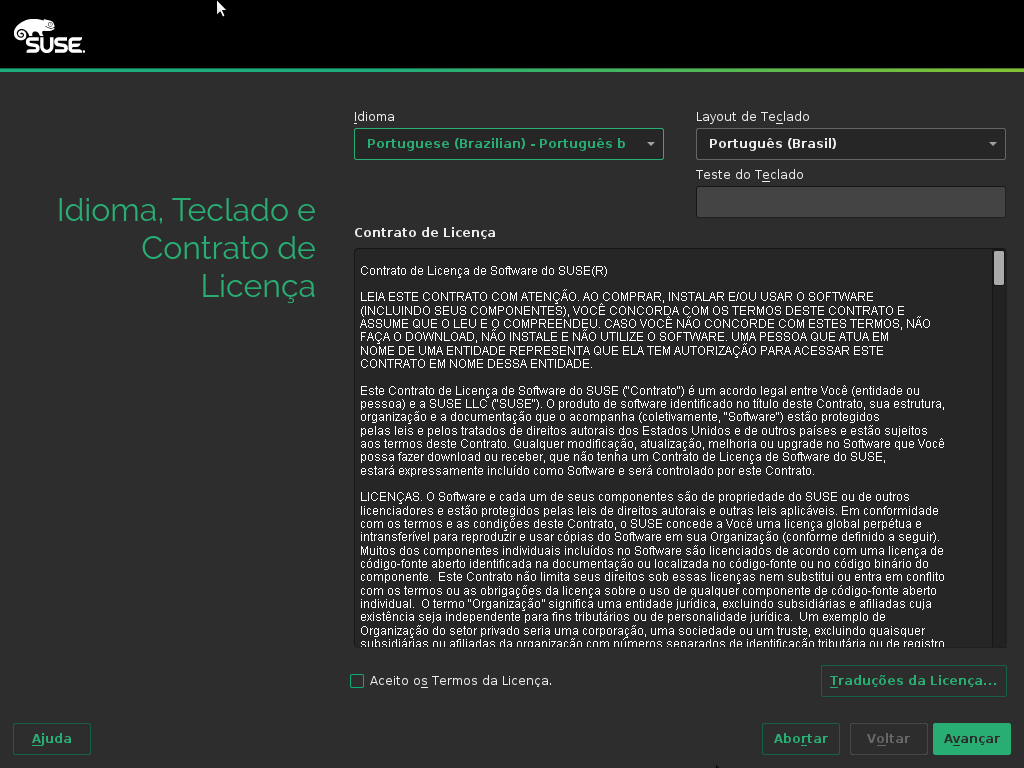 SUSE
Idioma, Teclado e
Contrato de
Licença
Idioma
Portuguese (Brazilian) - Português b
Layout de Teclado
Português (Brasil)
Teste do Teclado
Contrato de Licença
Contrato de Licença de Software do SUSE(R)
LEIA ESTE CONTRATO COM ATENÇÃO. AO COMPRAR, INSTALAR E/OU USAR O SOFTWARE
(INCLUINDO SEUS COMPONENTES), VOCÊ CONCORDA COM OS TERMOS DESTE CONTRATO E
ASSUME QUE O LEU E O COMPREENDEU. CASO VOCÊ NÃO CONCORDE COM ESTES TERMOS, NÃO
FAÇA O DOWNLOAD, NÃO INSTALE E NÃO UTILIZE O SOFTWARE. UMA PESSOA QUE ATUA EM
NOME DE UMA ENTIDADE REPRESENTA QUE ELA TEM AUTORIZAÇÃO PARA ACESSAR ESTE
CONTRATO EM NOME DESSA ENTIDADE.
Este Contrato de Licença de Software do SUSE ("Contrato") é um acordo legal entre Você (entidade ou
pessoa) e a SUSE LLC ("SUSE"). O produto de software identificado no título deste Contrato, sua estrutura,
organização e a documentação que o acompanha (coletivamente, "Software") estão protegidos
pelas leis e pelos tratados de direitos autorais dos Estados Unidos e de outros países e estão sujeitos
aos termos deste Contrato. Qualquer modificação, atualização, melhoria ou upgrade no Software que Você
possa fazer download ou receber, que não tenha um Contrato de Licença de Software do SUSE,
estará expressamente incluído como Software e será controlado por este Contrato.
LICENÇAS. O Software e cada um de seus componentes são de propriedade do SUSE ou de outros
licenciadores e estão protegidos pelas leis de direitos autorais e outras leis aplicáveis. Em conformidade
com os termos e as condições deste Contrato, o SUSE concede a Você uma licença global perpétua e
intransferível para reproduzir e usar cópias do Software em sua Organização (conforme definido a seguir).
Muitos dos componentes individuais incluídos no Software são licenciados de acordo com uma licença de
código-fonte aberto identificada na documentação ou localizada no código-fonte ou no código binário do
componente.  Este Contrato não limita seus direitos sob essas licenças nem substitui ou entra em conflito
com os termos ou as obrigações da licença sobre o uso de qualquer componente de código-fonte aberto
individual.  O termo "Organização" significa uma entidade jurídica, excluindo subsidiárias e afiliadas cuja
existência seja independente para fins tributários ou de personalidade jurídica.  Um exemplo de
Organização do setor privado seria uma corporação, uma sociedade ou um truste, excluindo quaisquer
subsidiárias ou afiliadas da organização com números separados de identificação tributária ou de registro
Aceito os Termos da Licença.
Traduções da Licença...
Ajuda
Abortar
Voltar
Avançar